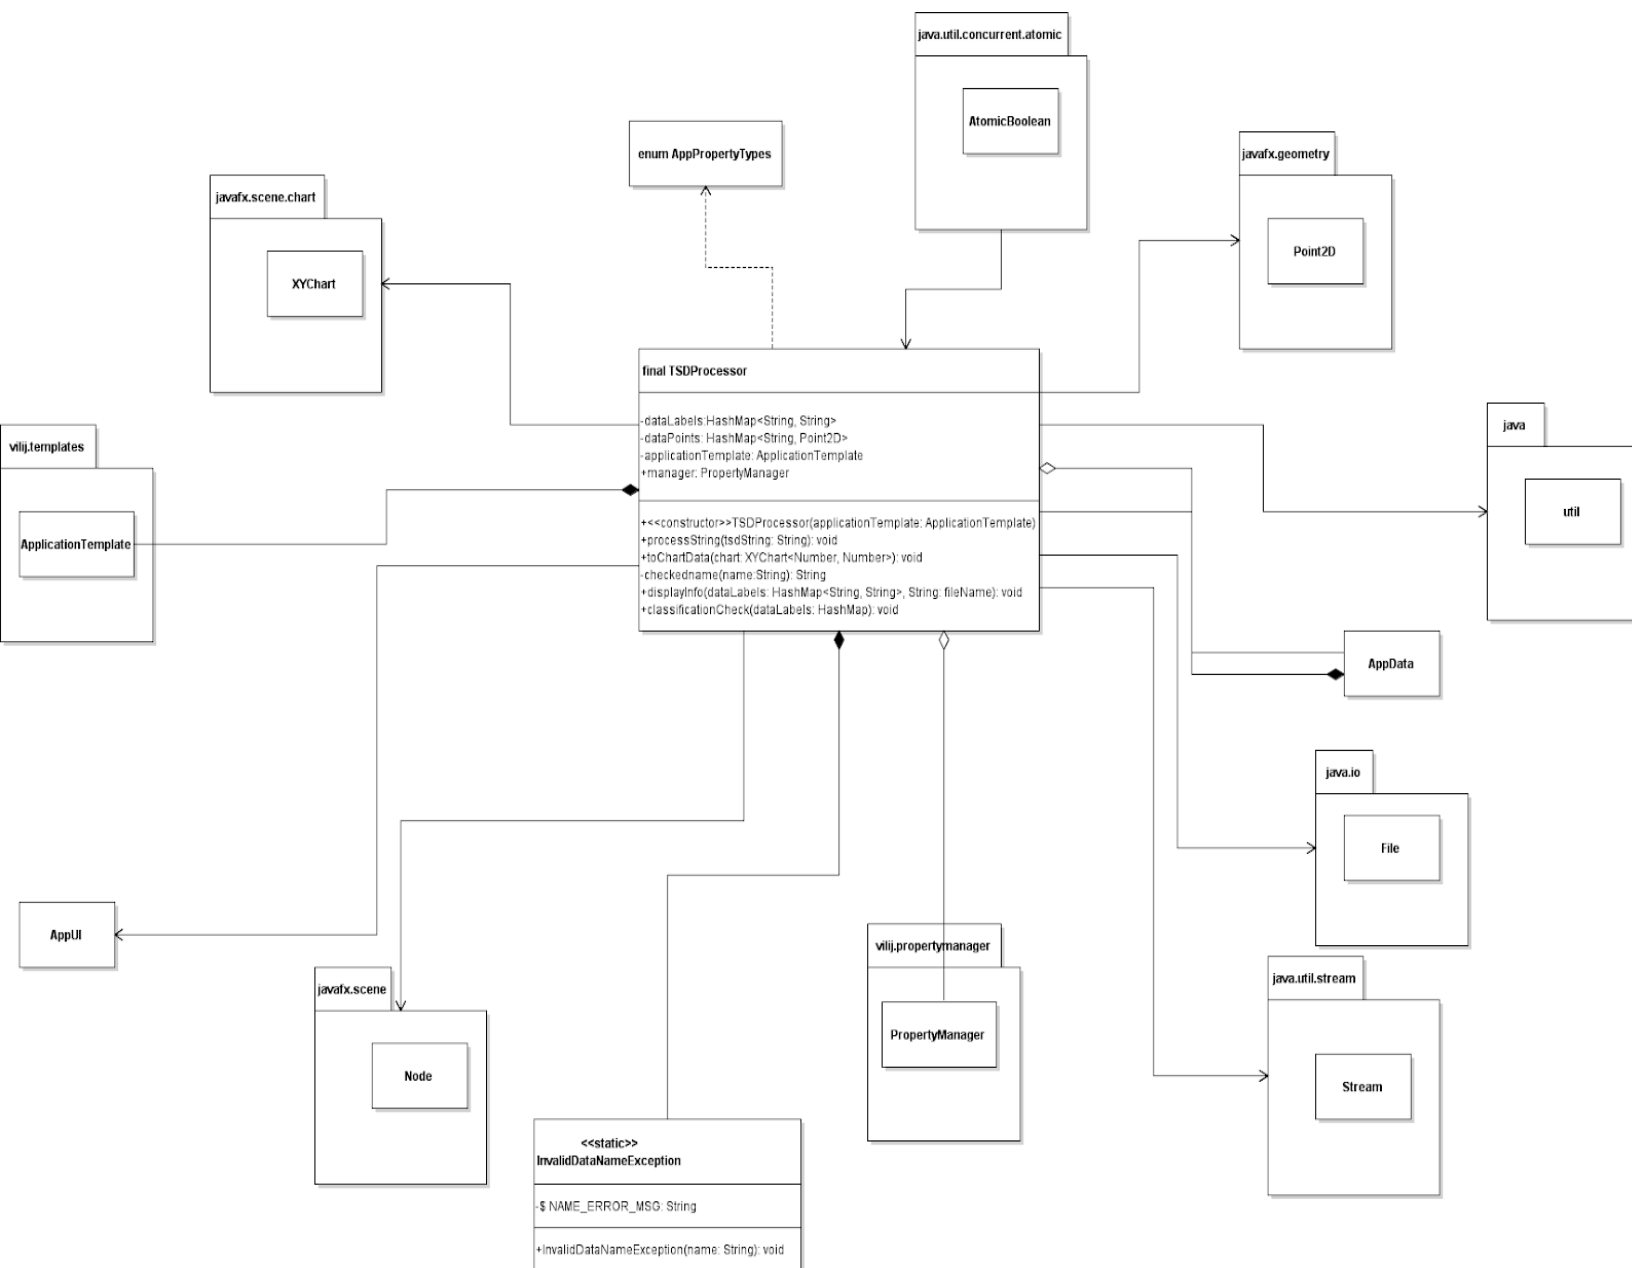 java.util.concurrent.atomic
AtomicBoolean
enum AppPropertyTypes
javafx.geometry
Point2D
javafx.scene.chart
XYChart
final TSDProcessor
-dataLabels:HashMap<String, String>
-dataPoints: HashMap<String, Point2D>
-applicationTemplate: ApplicationTemplate
+manager: PropertyManager
+<<constructor>>TSDProcessor(applicationTemplate: ApplicationTemplate)
+processString(tsdString: String): void
+toChartData(chart: XYChart<Number, Number>): void
-checkedname(name:String): String
+displayInfo(dataLabels: HashMap<String, String>, String: fileName): void
+classificationCheck(dataLabels: HashMap): void
java
util
vilij.templates
ApplicationTemplate
AppData
java.io
File
AppUI
vilij.propertymanager
PropertyManager
java.util.stream
Stream
javafx.scene
Node
<<static>>
InvalidDataNameException
-$ NAME_ERROR_MSG: String
+InvalidDataNameException(name: String): void